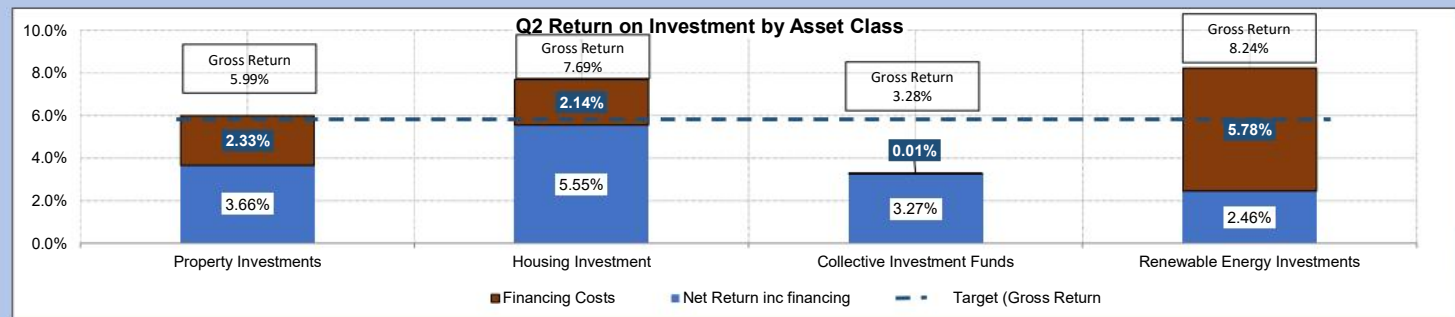 Q2 Return on Investment by Asset Class
10.0%
8.0%
6.0%
4.0%
2.0%
0.0%
Gross Return
5.99%
2.33%
3.66%
Gross Return
7.69%
2.14%
5.55%
Gross Return
3.28%
0.01%
3.27%
Gross Return
8.24%
5.78%
2.46%
Property Investments
Housing Investment
Collective Investment Funds
Renewable Energy Investments
Financing Costs
Net Return inc financing
Target (Gross Return